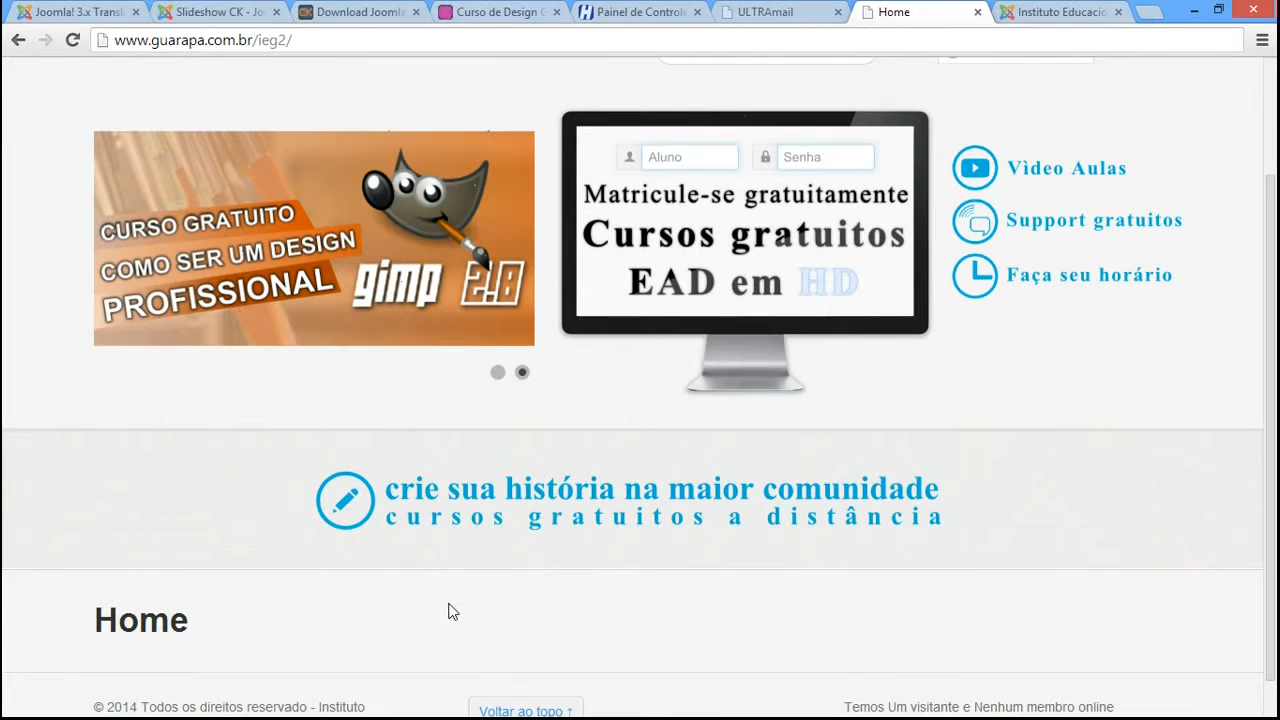 Joomla! 3.x Transl
Slideshow CK - Jo
Download Joomla
Curso de Design G
Painel de Controle
ULTRAmail
Home
Instituto Educacio
www.guarapa.com.br/ieg2/
CURSO GRATUITO
COMO SER UM DESIGN
PROFISSIONAL
gimp 2.8
Aluno
Senha
Matricule-se gratuitamente
Cursos gratuitos
EAD em HD
Vìdeo Aulas
Support gratuitos
Faça seu horário
crie sua história na maior comunidade
cursos gratuitos a distância
Home
© 2014 Todos os direitos reservado - Instituto
Voltar ao topo ↑
Temos Um visitante e Nenhum membro online